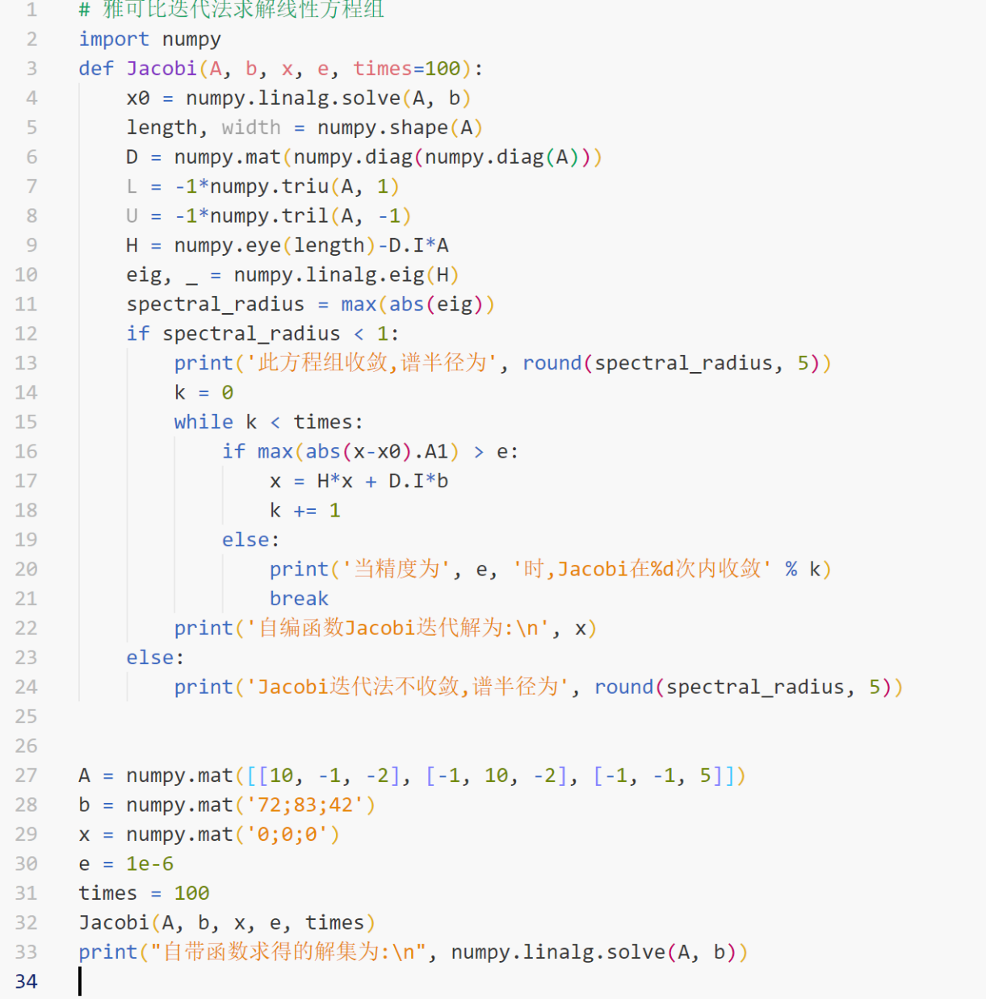 1 # 雅可比迭代法求解线性方程组
2 import numpy
3 def Jacobi(A, b, x, e, times=100):
4     x0 = numpy.linalg.solve(A, b)
5     length, width = numpy.shape(A)
6     D = numpy.mat(numpy.diag(numpy.diag(A)))
7     L = -1*numpy.triu(A, 1)
8     U = -1*numpy.tril(A, -1)
9     H = numpy.eye(length)-D.I*A
10     eig, _ = numpy.linalg.eig(H)
11     spectral_radius = max(abs(eig))
12     if spectral_radius < 1:
13         print('此方程组收敛,谱半径为', round(spectral_radius, 5))
14         k = 0
15         while k < times:
16             if max(abs(x-x0).A1) > e:
17                 x = H*x + D.I*b
18                 k += 1
19             else:
20                 print('当精度为', e, '时,Jacobi在%d次内收敛' % k)
21                 break
22         print('自编函数Jacobi迭代解为:\n', x)
23     else:
24         print('Jacobi迭代法不收敛,谱半径为', round(spectral_radius, 5))
25
26
27 A = numpy.mat([[10, -1, -2], [-1, 10, -2], [-1, -1, 5]])
28 b = numpy.mat('72;83;42')
29 x = numpy.mat('0;0;0')
30 e = 1e-6
31 times = 100
32 Jacobi(A, b, x, e, times)
33 print("自带函数求得的解集为:\n", numpy.linalg.solve(A, b))
34